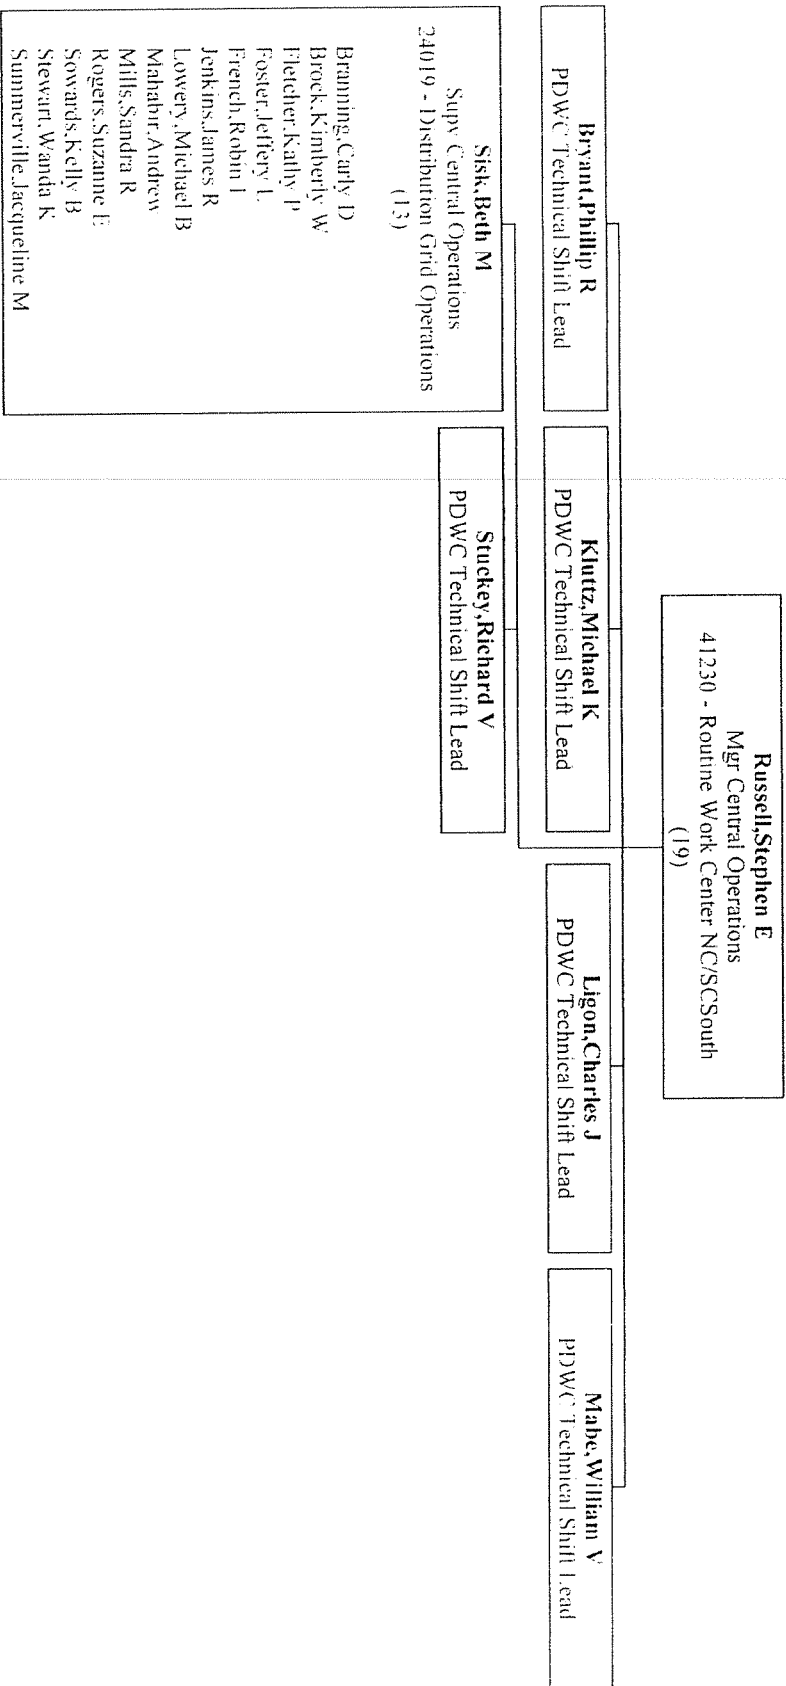 Russell,Stephen E
Mgr Central Operations
41230 - Routine Work Center NC/SCSouth
(19)
Bryant,Phillip R
PDWC Technical Shift Lead
Kluttz,Michael K
PDWC Technical Shift Lead
Ligon,Charles J
PDWC Technical Shift Lead
Mabe,William V
PDWC Technical Shift Lead
Sisk,Beth M
Supv Central Operations
24019 - Distribution Grid Operations
(13)
Branning,Carly D
Brock,Kimberly W
Fletcher,Kathy P
Foster,Jeffery L
French,Robin I
Jenkins,James R
Lowery,Michael B
Mahabir,Andrew
Mills,Sandra R
Rogers,Suzanne E
Sowards,Kelly B
Stewart,Wanda K
Summerville,Jacqueline M
Stuckey,Richard V
PDWC Technical Shift Lead